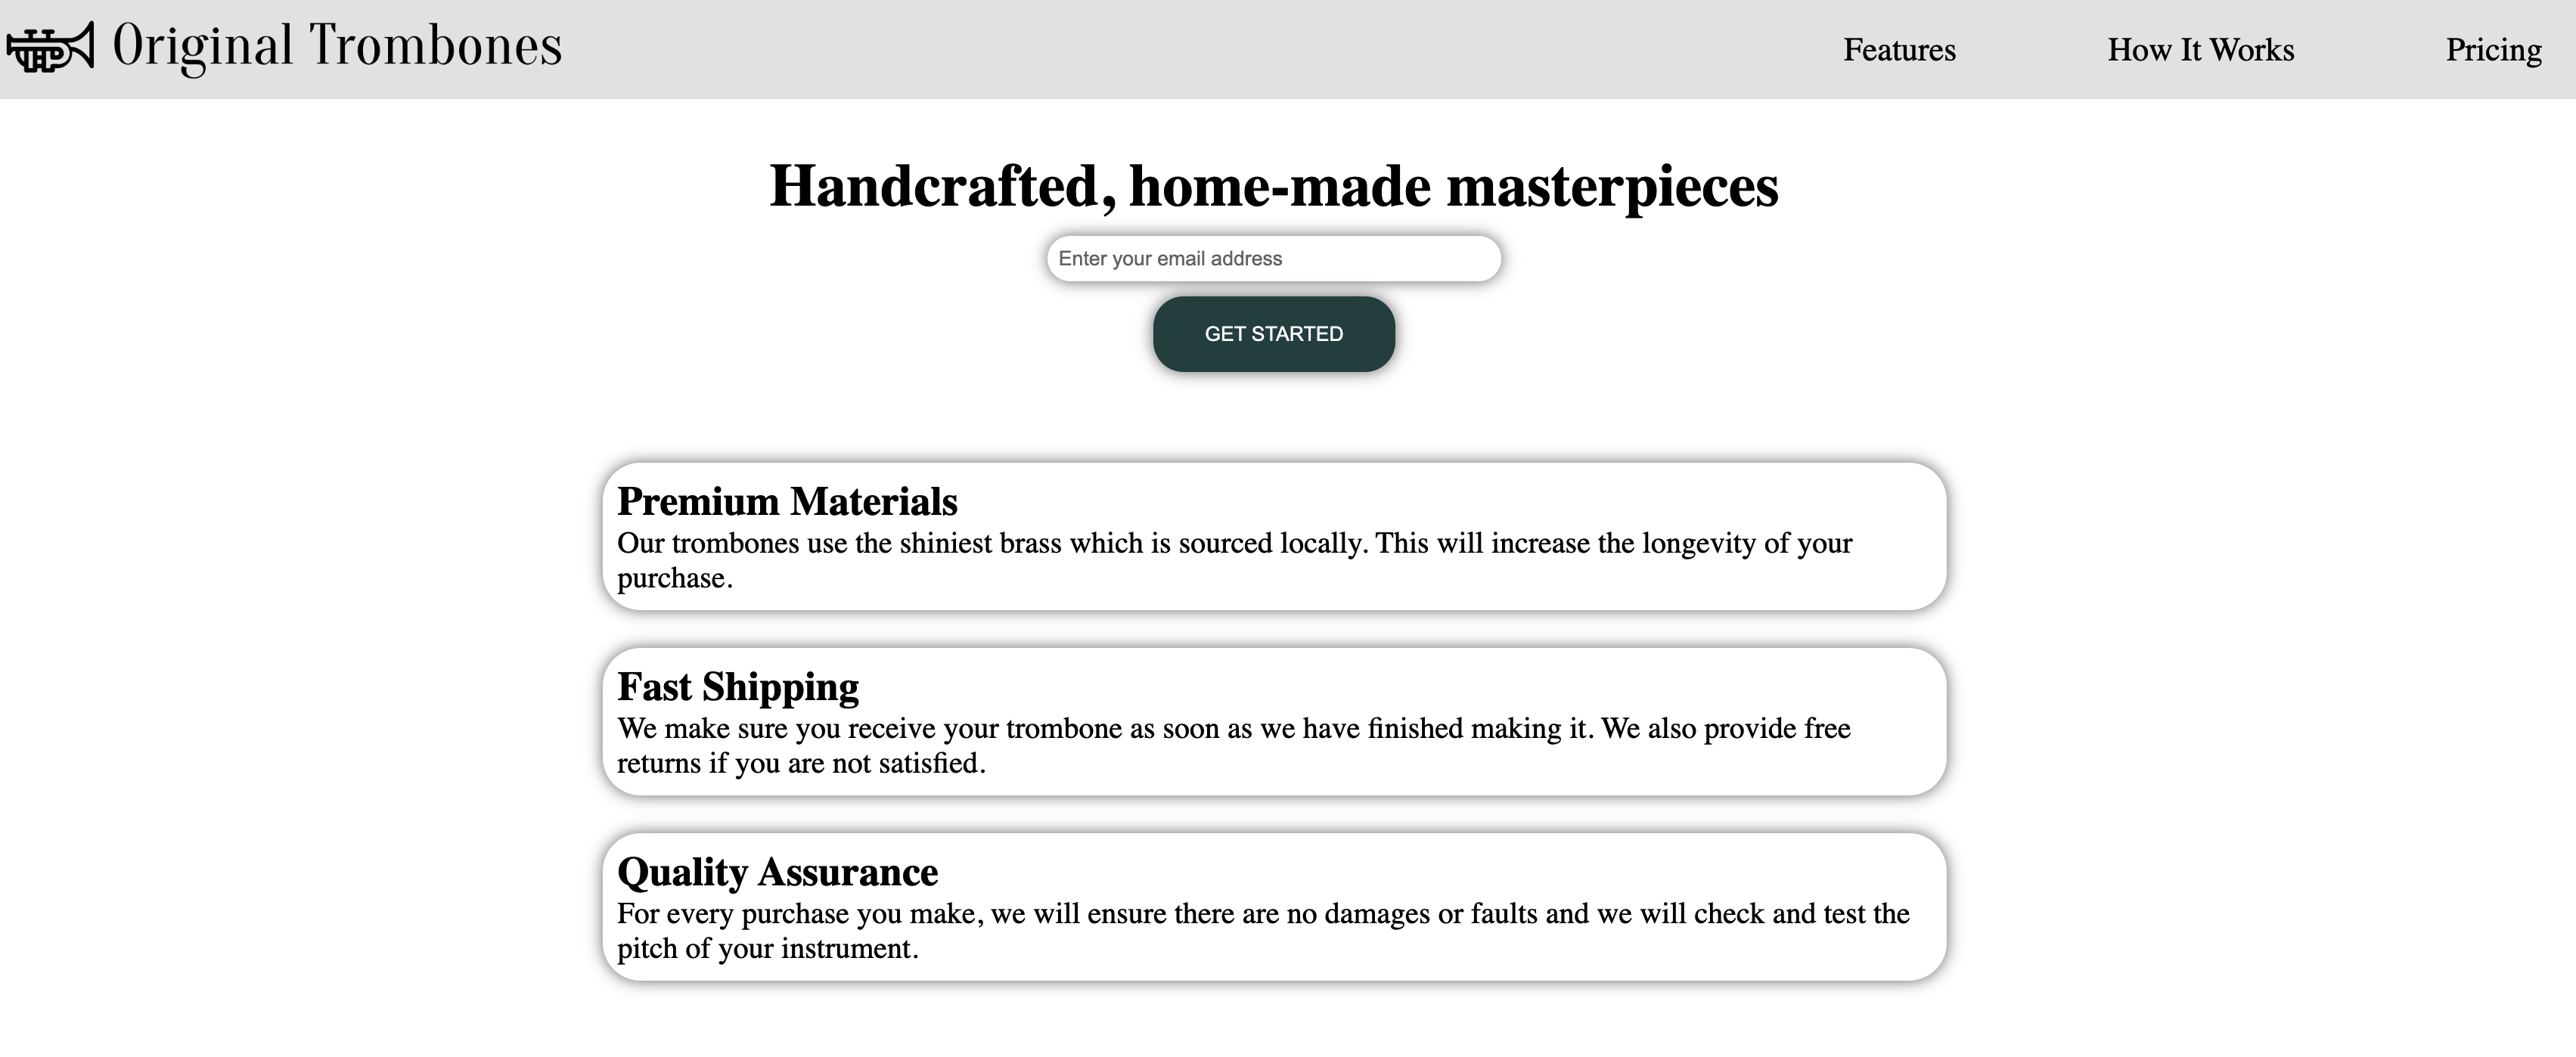 Original Trombones
Features
How It Works
Pricing
Handcrafted, home-made masterpieces
Enter your email address
GET STARTED
Premium Materials
Our trombones use the shiniest brass which is sourced locally. This will increase the longevity of your
purchase.
Fast Shipping
We make sure you receive your trombone as soon as we have finished making it. We also provide free
returns if you are not satisfied.
Quality Assurance
For every purchase you make, we will ensure there are no damages or faults and we will check and test the
pitch of your instrument.